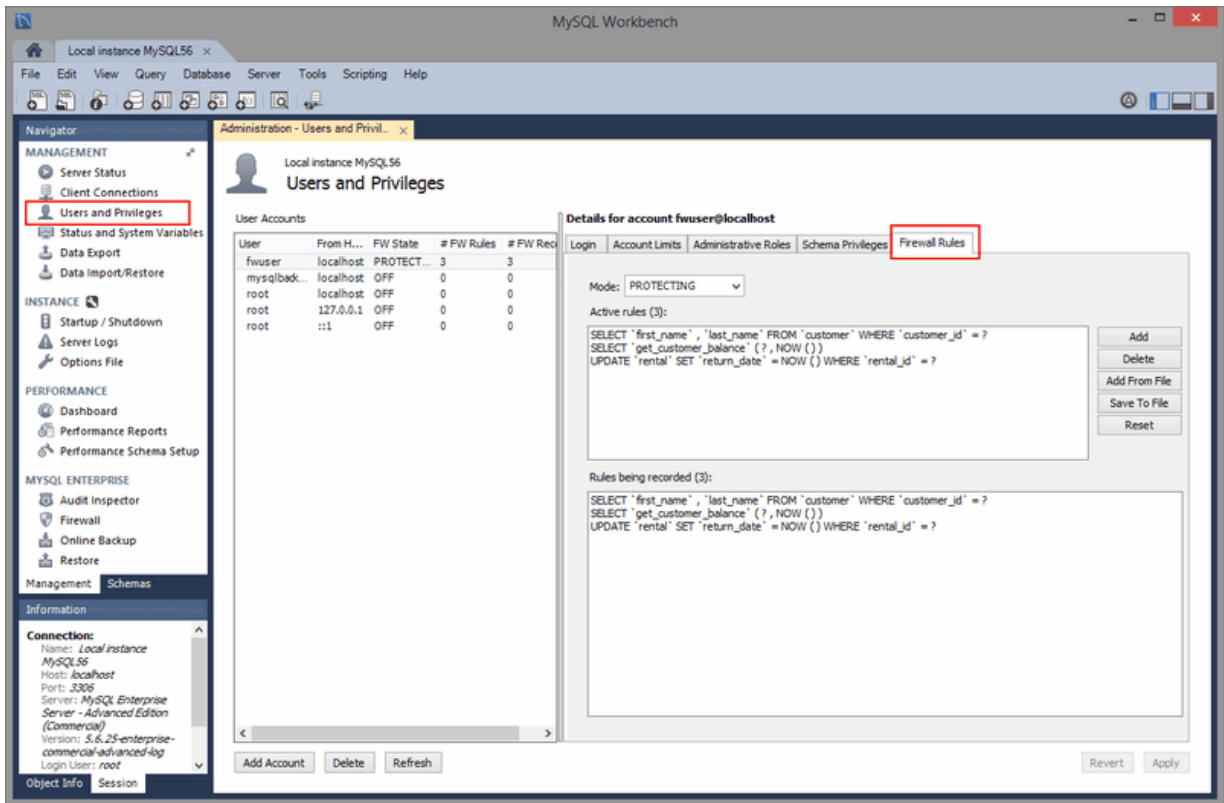 MySQL Workbench
Local instance MySQL56
File Edit View Query Database Server Tools Scripting Help
Navigator
MANAGEMENT
Server Status
Client Connections
Users and Privileges
Status and System Variables
Data Export
Data Import/Restore
INSTANCE
Startup / Shutdown
Server Logs
Options File
PERFORMANCE
Dashboard
Performance Reports
Performance Schema Setup
MYSQL ENTERPRISE
Audit Inspector
Firewall
Online Backup
Restore
Management Schemas
Information
Connection:
Name: Local instance
MySQL56
Host: localhost
Port: 3306
Server: MySQL Enterprise
Server - Advanced Edition
(Commercial)
Version: 5.6.25-enterprise-
commercial-advanced-log
Login User: root
Object Info Session
Administration - Users and Privil...
Local instance MySQL56
Users and Privileges
User Accounts
User From H... FW State # FW Rules # FW Reco
fwuser localhost PROTECT... 3 3
mysqlbadk... localhost OFF 0 0
root localhost OFF 0 0
root 127.0.0.1 OFF 0 0
root ::1 OFF 0 0
Add Account Delete Refresh
Details for account fwuser@localhost
Login Account Limits Administrative Roles Schema Privileges Firewall Rules
Mode: PROTECTING
Active rules (3):
SELECT `first_name` , `last_name` FROM `customer` WHERE `customer_id` = ?
SELECT `get_customer_balance` ( ? , NOW ( ) )
UPDATE `rental` SET `return_date` = NOW ( ) WHERE `rental_id` = ?
Add
Delete
Add From File
Save To File
Reset
Rules being recorded (3):
SELECT `first_name` , `last_name` FROM `customer` WHERE `customer_id` = ?
SELECT `get_customer_balance` ( ? , NOW ( ) )
UPDATE `rental` SET `return_date` = NOW ( ) WHERE `rental_id` = ?
Revert Apply